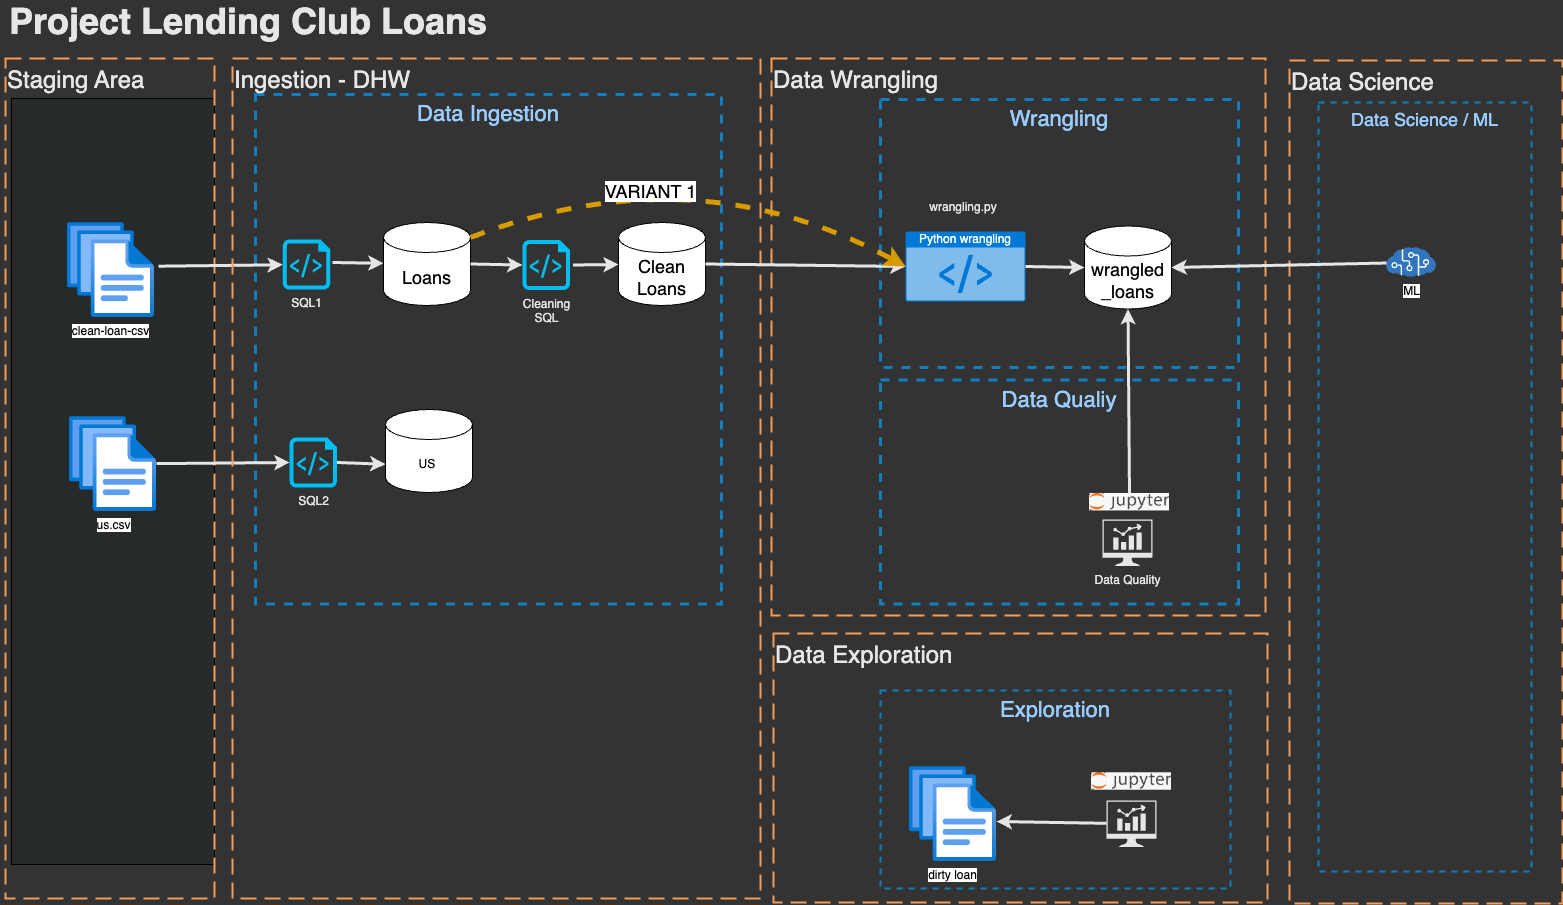 Project Lending Club Loans
Staging Area
clean-loan-csv
us.csv
Ingestion - DHW
Data Ingestion
VARIANT 1
SQL1
Loans
Cleaning
SQL
Clean
Loans
SQL2
US
Data Wrangling
Wrangling
wrangling.py
Python wrangling
</>
wrangled
_loans
Data Qualiy
jupyter
Data Quality
Data Exploration
Exploration
dirty loan
jupyter
Data Science
Data Science / ML
ML